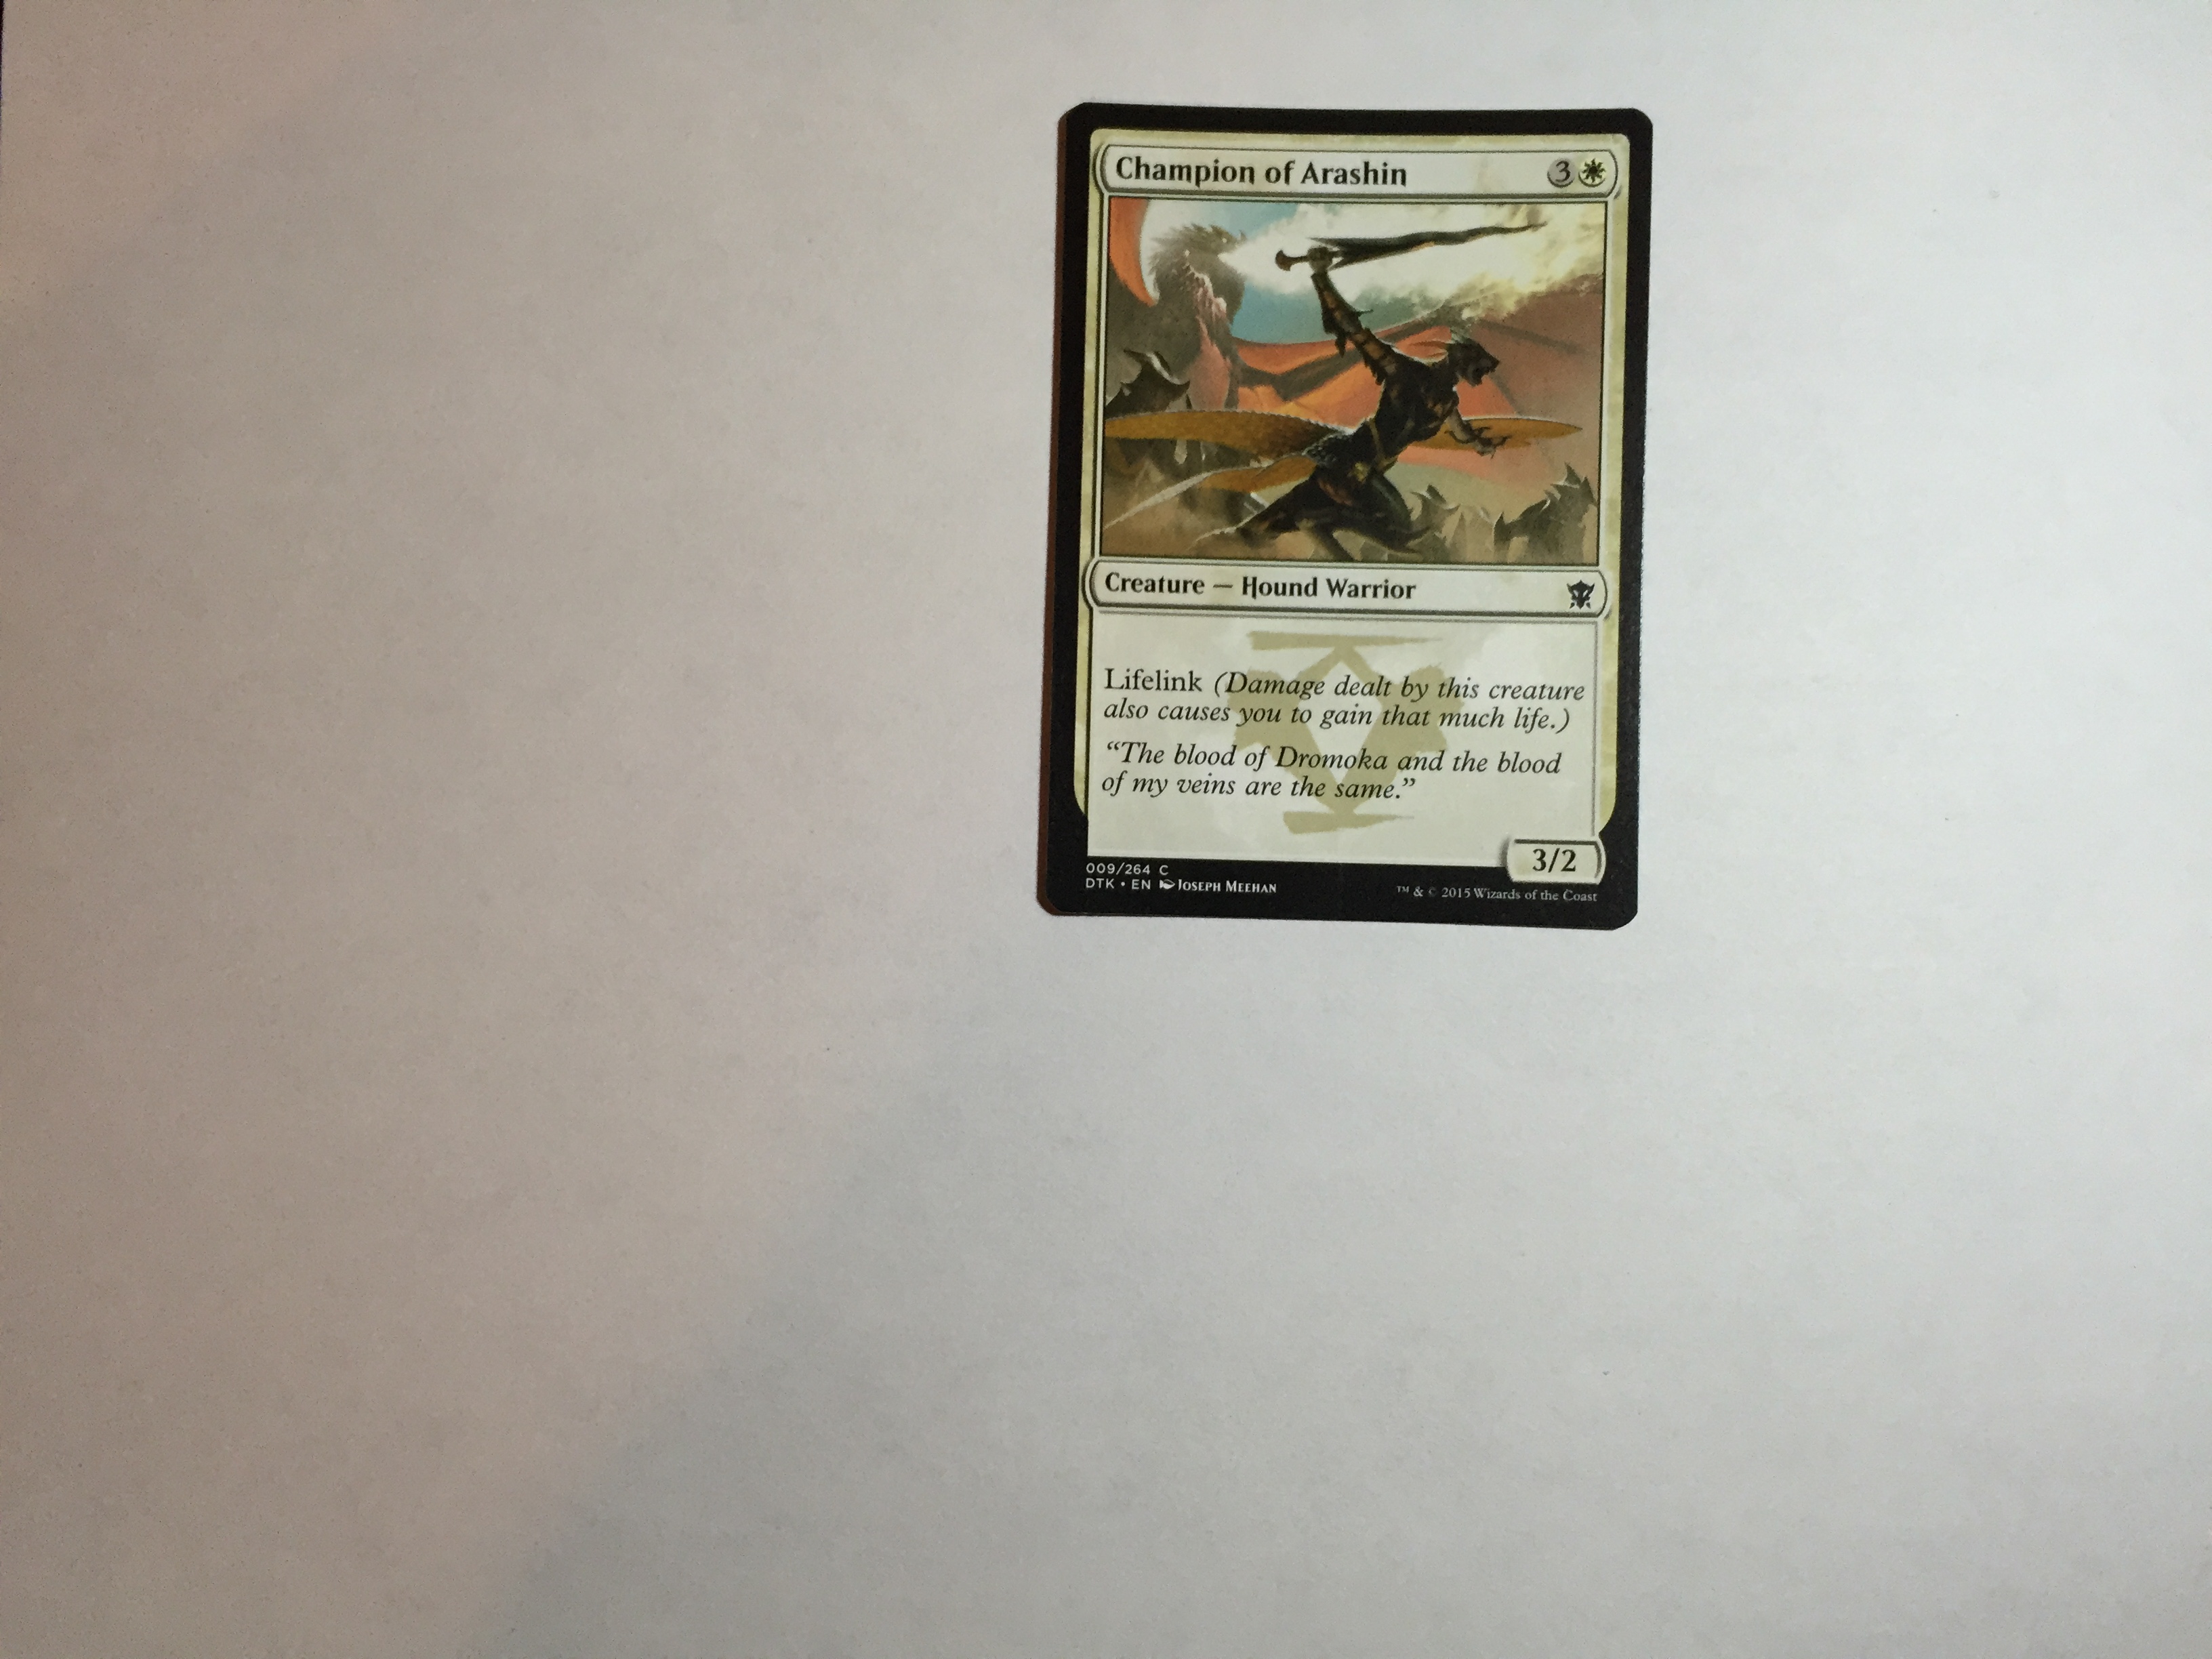 Champion of Arashin 3
Creature — Hound Warrior
Lifelink (Damage dealt by this creature
also causes you to gain that much life.)
“The blood of Dromoka and the blood
of my veins are the same.”
3/2
009/264 C
DTK • EN Joseph Meehan
™ & © 2015 Wizards of the Coast